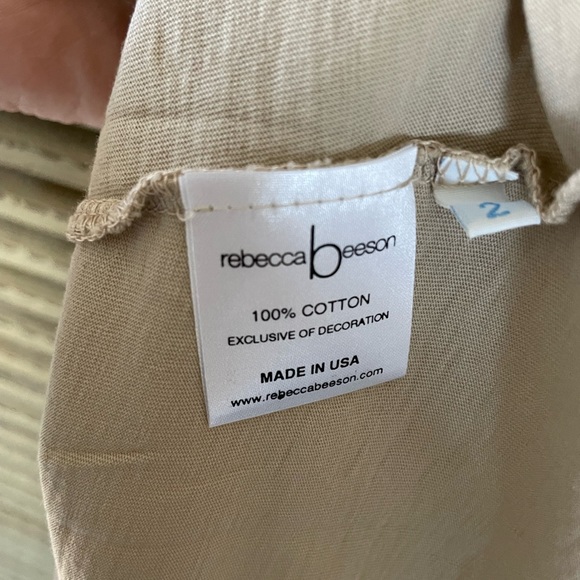 rebecca beeson
100% COTTON
EXCLUSIVE OF DECORATION
MADE IN USA
www.rebeccabeeson.com
2